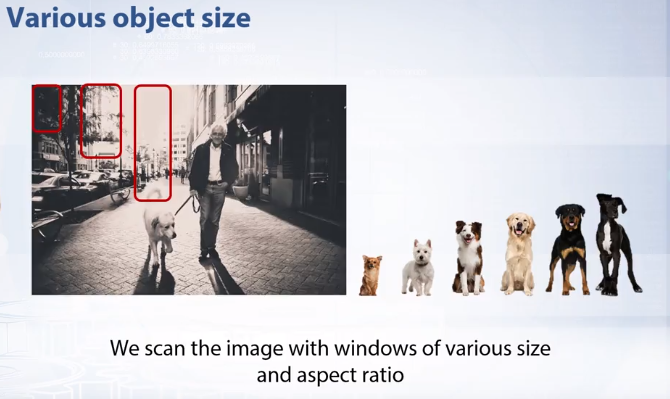 Various object size
We scan the image with windows of various size
and aspect ratio